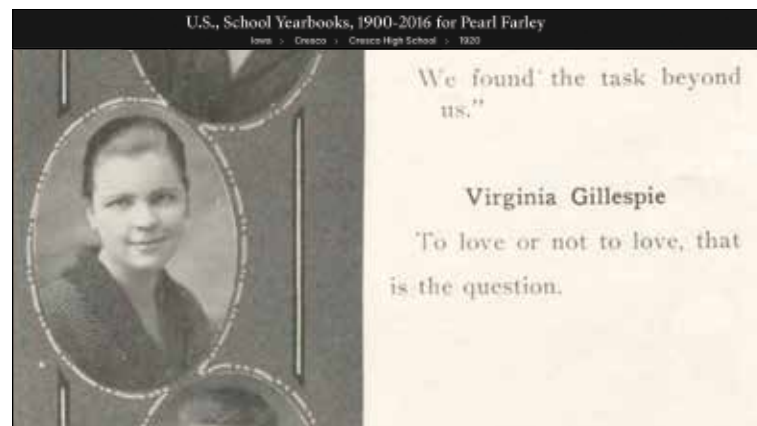 U.S., School Yearbooks, 1900-2016 for Pearl Farley
Iowa > Cresco > Cresco High School > 1920
We found the task beyond
us."
Virginia Gillespie
To love or not to love, that
is the question.